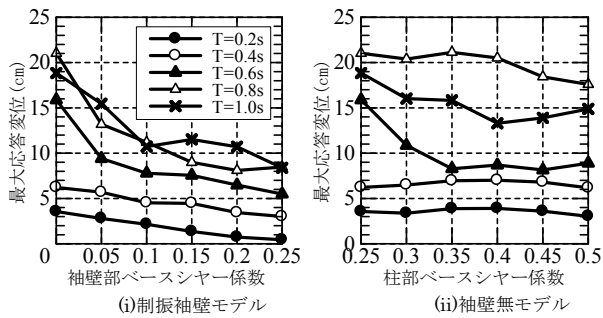 最大応答変位 (cm)
25
20
15
10
5
0
T=0.2s
T=0.4s
T=0.6s
T=0.8s
T=1.0s
0 0.05 0.1 0.15 0.2 0.25
袖壁部ベースシヤー係数
(i)制振袖壁モデル
最大応答変位 (cm)
25
20
15
10
5
0
0.25 0.3 0.35 0.4 0.45 0.5
柱部ベースシヤー係数
(ii)袖壁無モデル